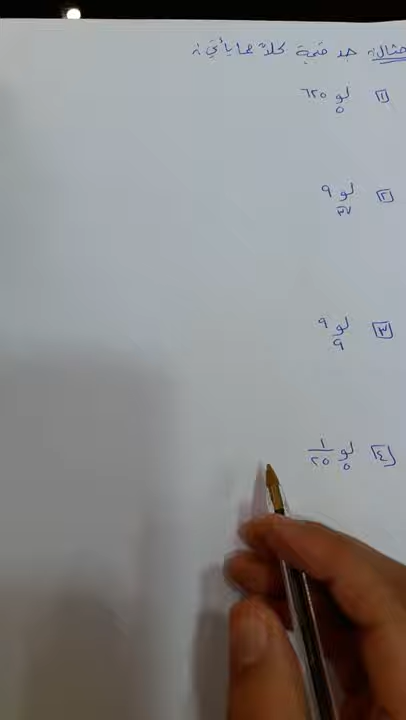 مثال: جد قيمة كلاً مما يأتي:
[١] لو٥ ٦٢٥
[٢] لو٢٧ ٩
[٣] لو٩ ٩
[٤] لو٥ ١/٢٥